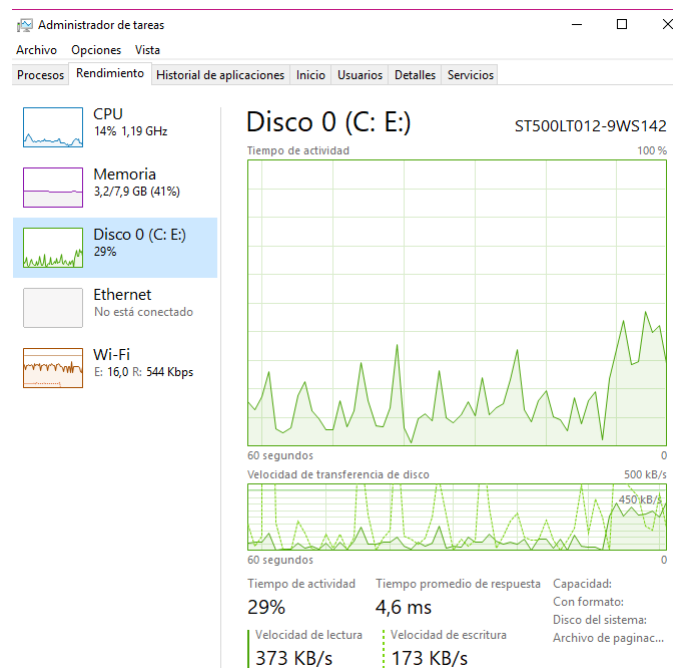 Administrador de tareas
Archivo Opciones Vista
Procesos Rendimiento Historial de aplicaciones Inicio Usuarios Detalles Servicios
CPU
14% 1,19 GHz
Memoria
3,2/7,9 GB (41%)
Disco 0 (C: E:)
29%
Ethernet
No está conectado
Wi-Fi
E: 16,0 R: 544 Kbps
Disco 0 (C: E:) ST500LT012-9WS142
Tiempo de actividad 100 %
60 segundos 0
Velocidad de transferencia de disco 500 kB/s
450 kB/s
60 segundos 0
Tiempo de actividad Tiempo promedio de respuesta Capacidad:
29% 4,6 ms Con formato:
Disco del sistema:
Velocidad de lectura Velocidad de escritura Archivo de paginac...
373 KB/s 173 KB/s